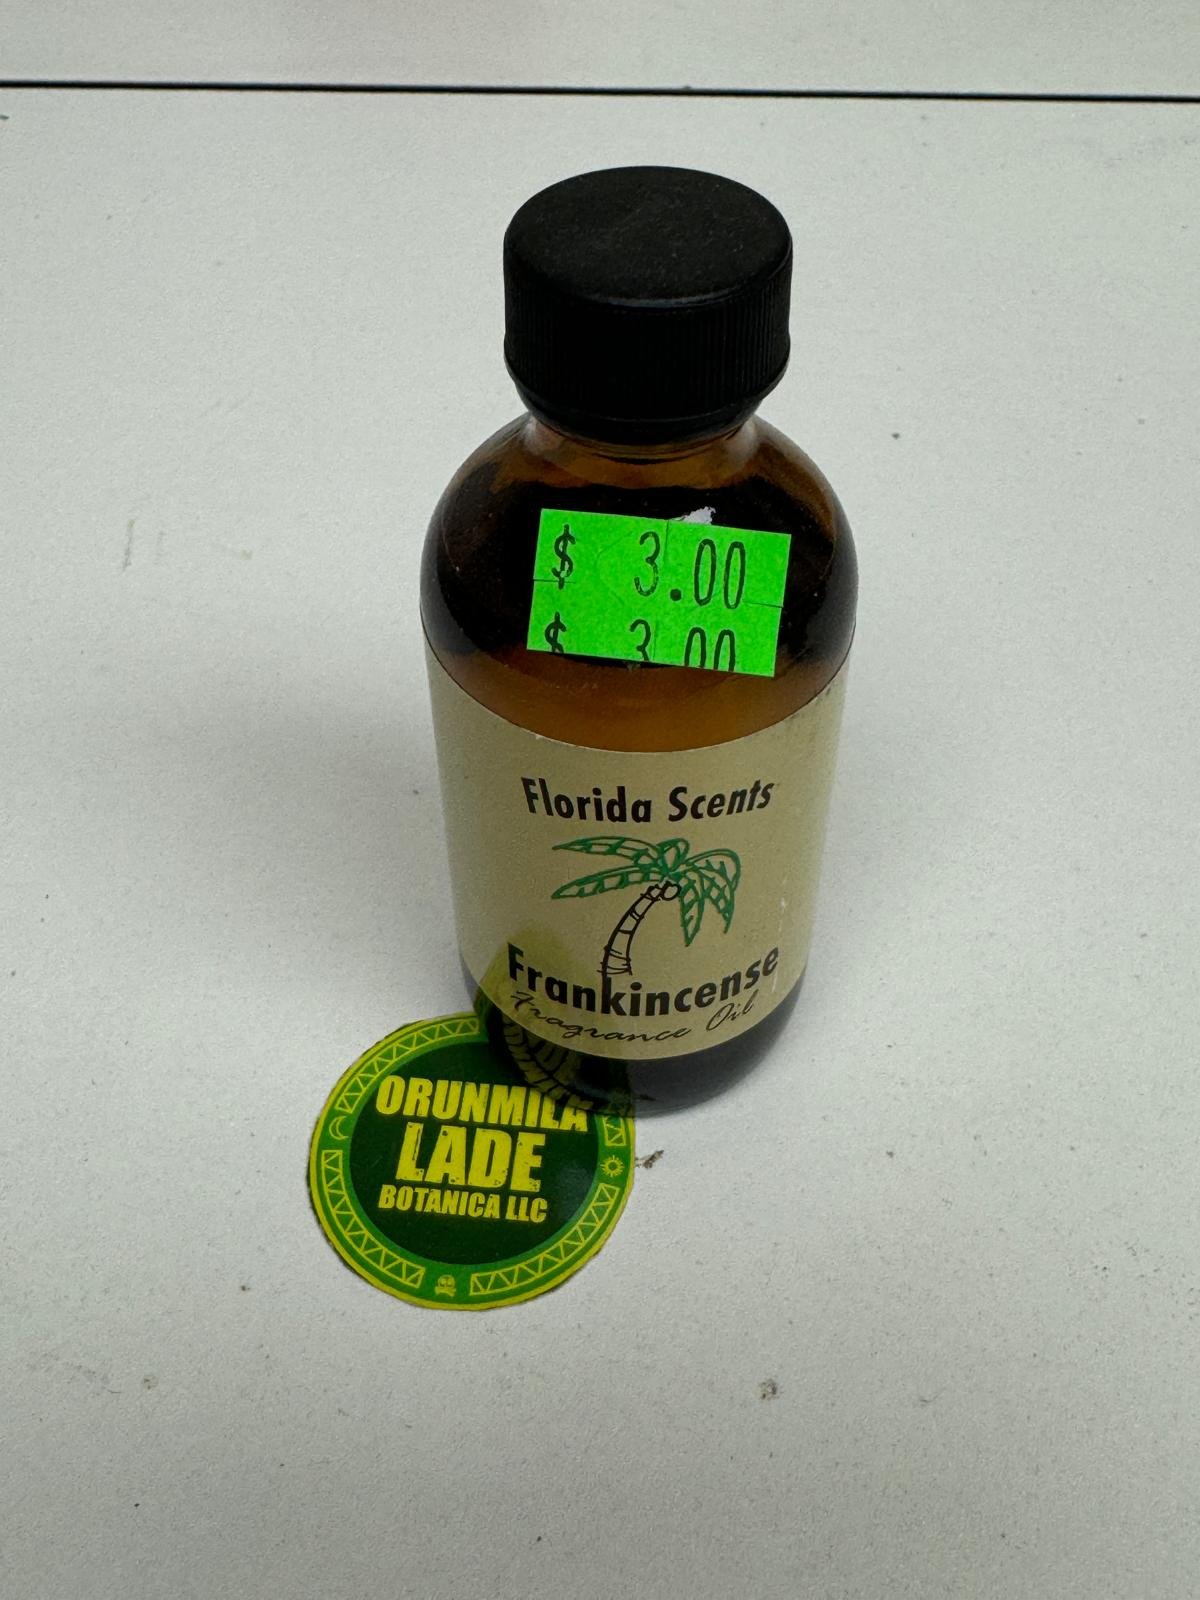 $ 3.00
$ 3.00
Florida Scents
Frankincense
Fragrance Oil
ORUNMILA
LADE
BOTANICA LLC